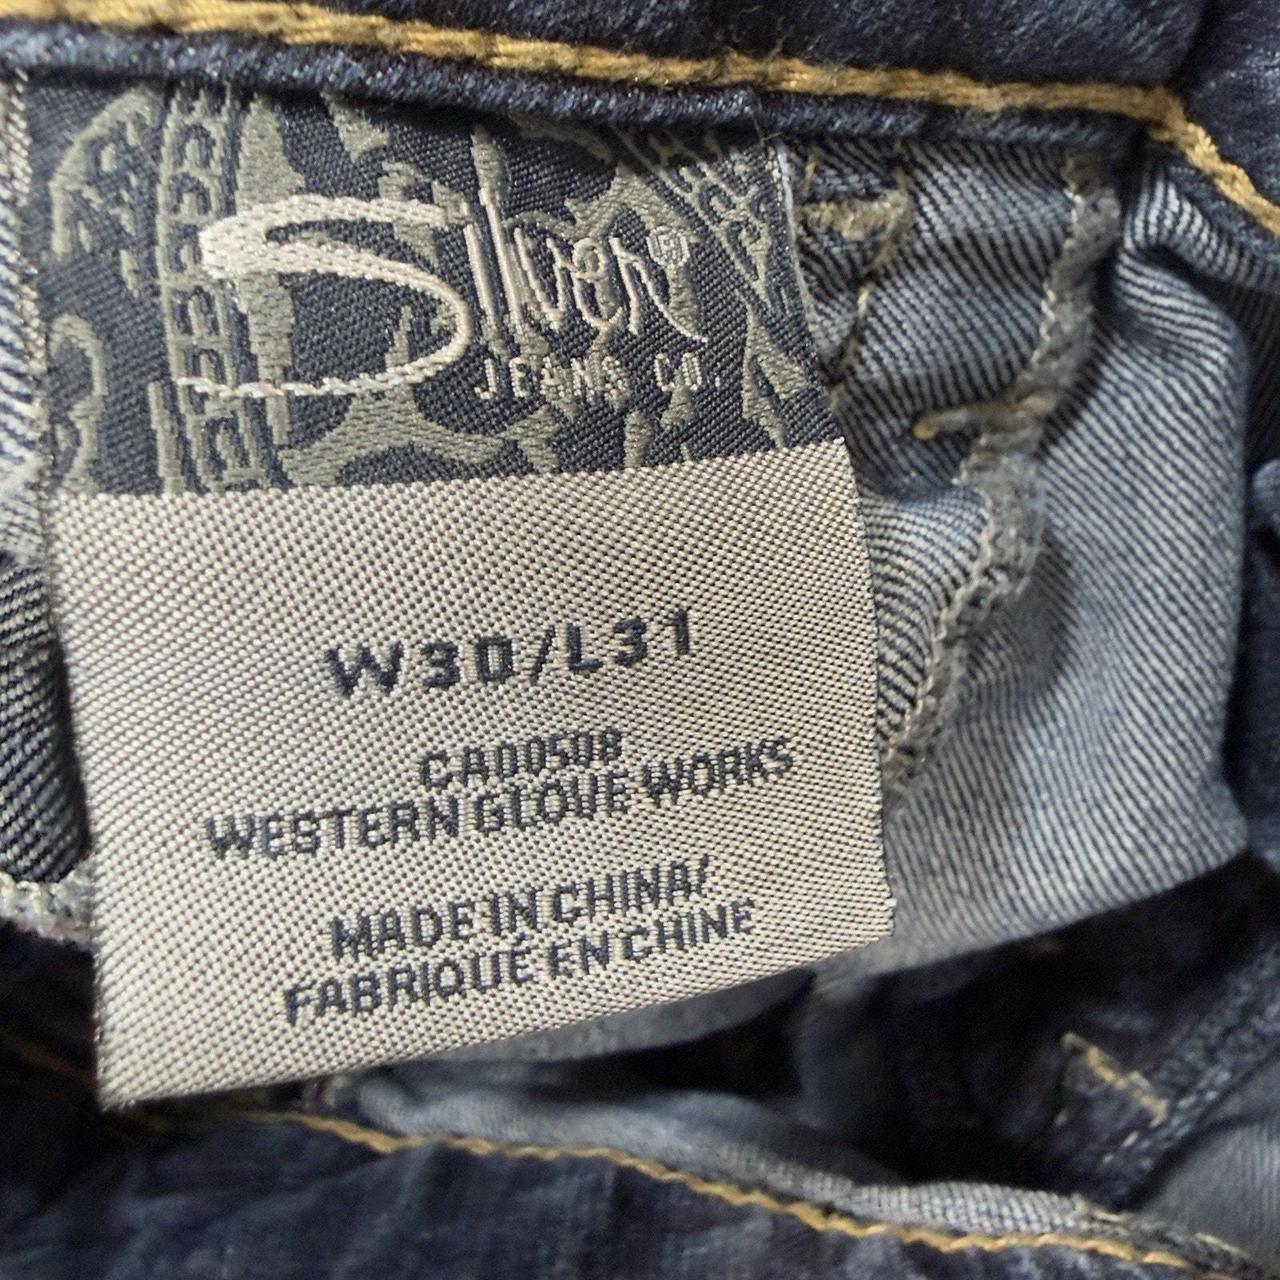 Silver
JEANS CO.
W30/L31
CA00508
WESTERN GLOVE WORKS
MADE IN CHINA/
FABRIQUÉ EN CHINE